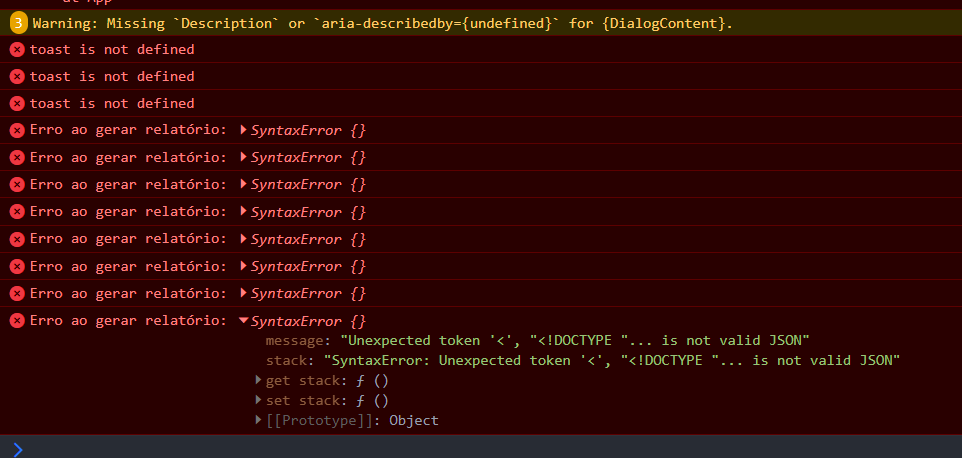 at App
3 Warning: Missing `Description` or `aria-describedby={undefined}` for {DialogContent}.
toast is not defined
toast is not defined
toast is not defined
Erro ao gerar relatório: SyntaxError {}
Erro ao gerar relatório: SyntaxError {}
Erro ao gerar relatório: SyntaxError {}
Erro ao gerar relatório: SyntaxError {}
Erro ao gerar relatório: SyntaxError {}
Erro ao gerar relatório: SyntaxError {}
Erro ao gerar relatório: SyntaxError {}
Erro ao gerar relatório: SyntaxError {}
message: "Unexpected token '<', "<!DOCTYPE "... is not valid JSON"
stack: "SyntaxError: Unexpected token '<', "<!DOCTYPE "... is not valid JSON"
get stack: ƒ ()
set stack: ƒ ()
[[Prototype]]: Object